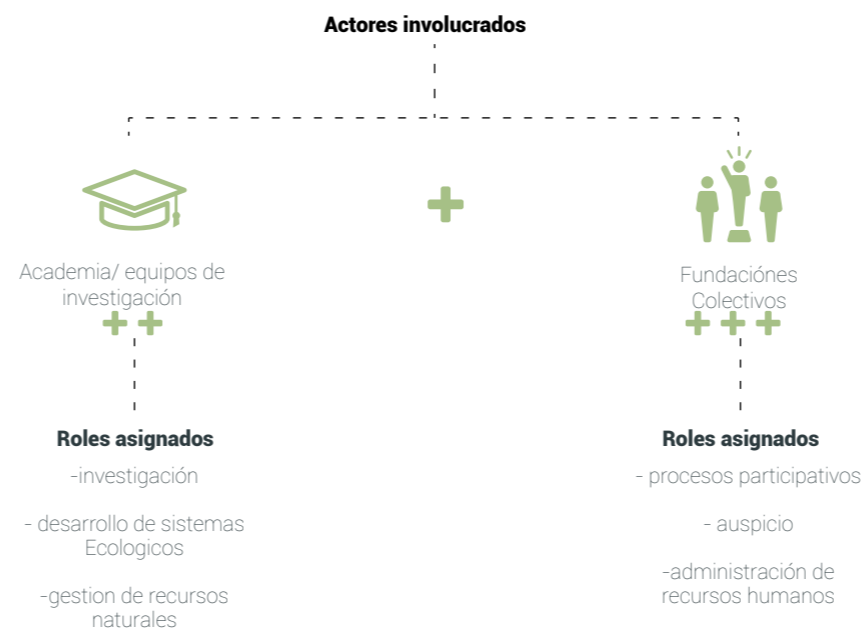 Actores involucrados
Academia/ equipos de
investigación
Fundaciónes
Colectivos
Roles asignados
-investigación
- desarrollo de sistemas
Ecologicos
-gestion de recursos
naturales
Roles asignados
- procesos participativos
- auspicio
-administración de
recursos humanos